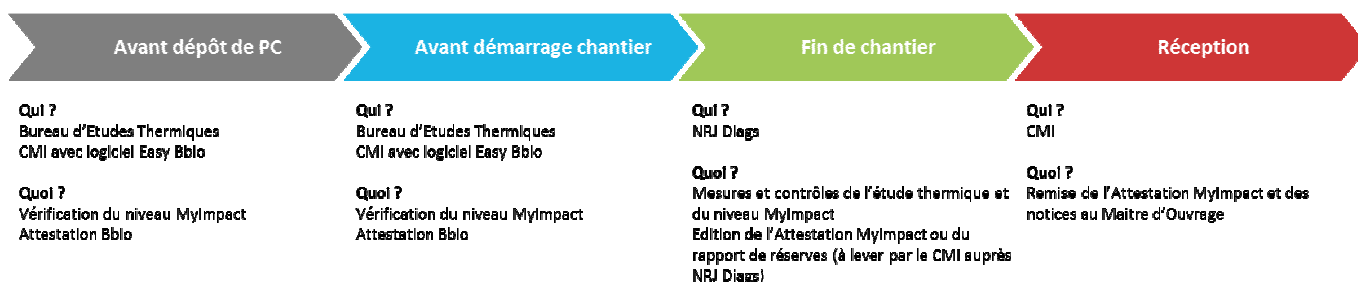 Avant dépôt de PC
Avant démarrage chantier
Fin de chantier
Réception
Qui ?
Bureau d'Etudes Thermiques
CMI avec logiciel Easy Bbio
Quoi ?
Vérification du niveau MyImpact
Attestation Bbio
Qui ?
Bureau d'Etudes Thermiques
CMI avec logiciel Easy Bbio
Quoi ?
Vérification du niveau MyImpact
Attestation Bbio
Qui ?
NRJ Diags
Quoi ?
Mesures et contrôles de l'étude thermique et
du niveau MyImpact
Edition de l'Attestation MyImpact ou du
rapport de réserves (à lever par le CMI auprès
NRJ Diags)
Qui ?
CMI
Quoi ?
Remise de l'Attestation MyImpact et des
notices au Maitre d'Ouvrage